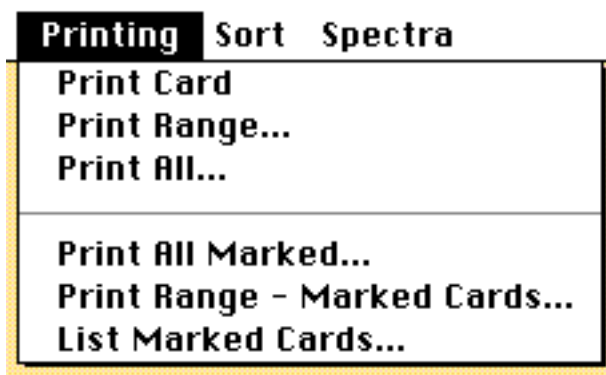 Printing Sort Spectra
Print Card
Print Range...
Print All...
Print All Marked...
Print Range - Marked Cards...
List Marked Cards...